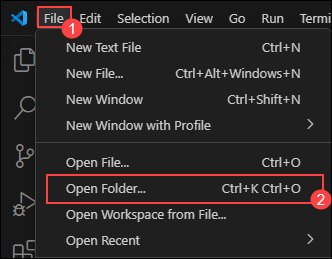 File Edit Selection View Go Run Termi
1
New Text File Ctrl+N
New File... Ctrl+Alt+Windows+N
New Window Ctrl+Shift+N
New Window with Profile
Open File... Ctrl+O
Open Folder... Ctrl+K Ctrl+O
2
Open Workspace from File...
Open Recent